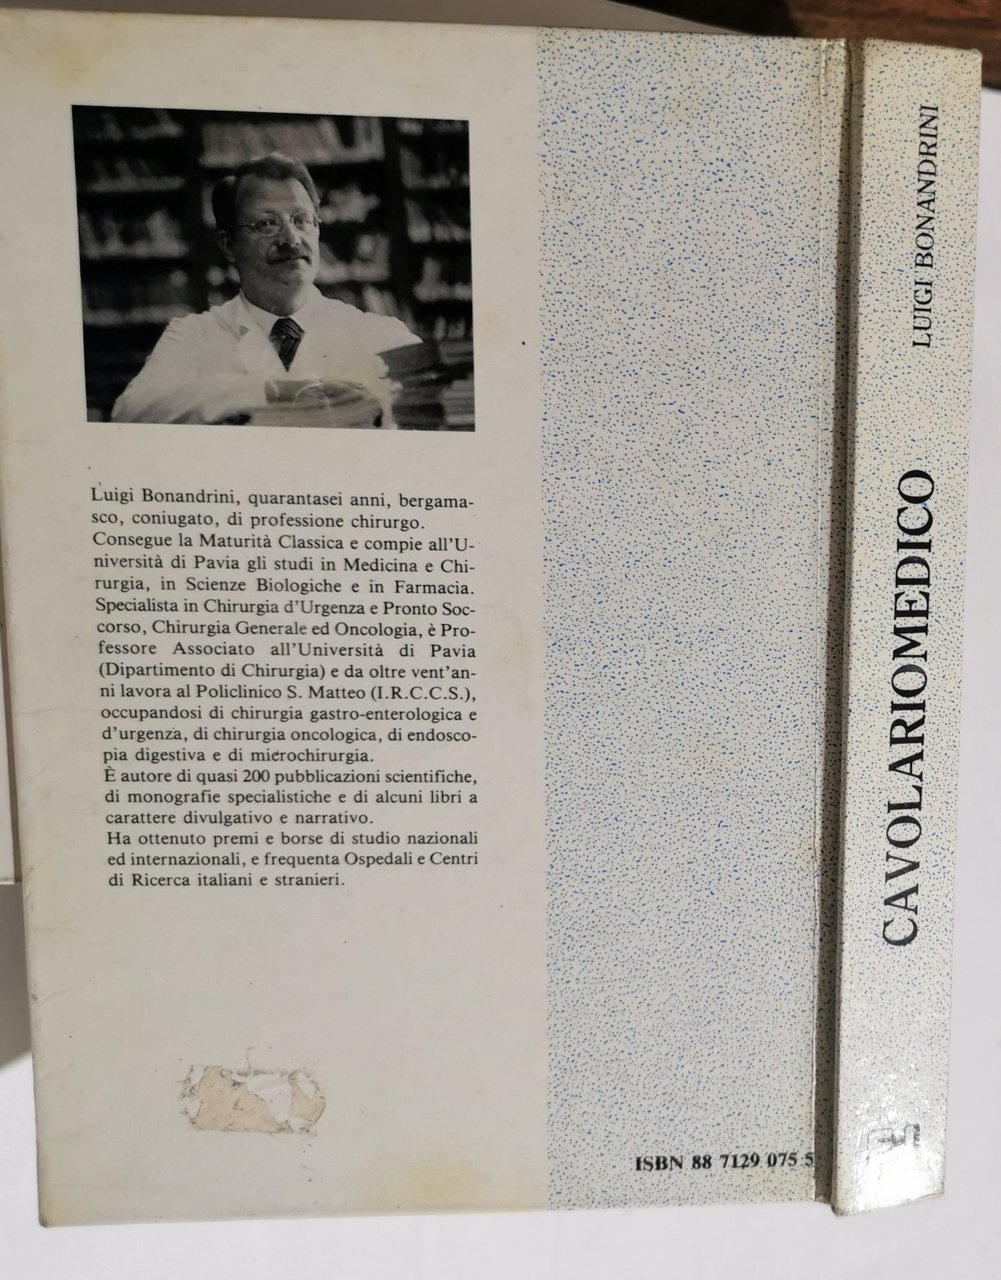 Luigi Bonandrini, quarantasei anni, bergama-
sco, coniugato, di professione chirurgo.
Consegue la Maturità Classica e compie all'U-
niversità di Pavia gli studi in Medicina e Chi-
rurgia, in Scienze Biologiche e in Farmacia.
Specialista in Chirurgia d'Urgenza e Pronto Soc-
corso, Chirurgia Generale ed Oncologia, è Pro-
fessore Associato all'Università di Pavia
(Dipartimento di Chirurgia) e da oltre vent'an-
ni lavora al Policlinico S. Matteo (I.R.C.C.S.),
occupandosi di chirurgia gastro-enterologica e
d'urgenza, di chirurgia oncologica, di endosco-
pia digestiva e di microchirurgia.
È autore di quasi 200 pubblicazioni scientifiche,
di monografie specialistiche e di alcuni libri a
carattere divulgativo e narrativo.
Ha ottenuto premi e borse di studio nazionali
ed internazionali, e frequenta Ospedali e Centri
di Ricerca italiani e stranieri.
ISBN 88 7129 075 5
CAVOLARIOMEDICO
LUIGI BONANDRINI